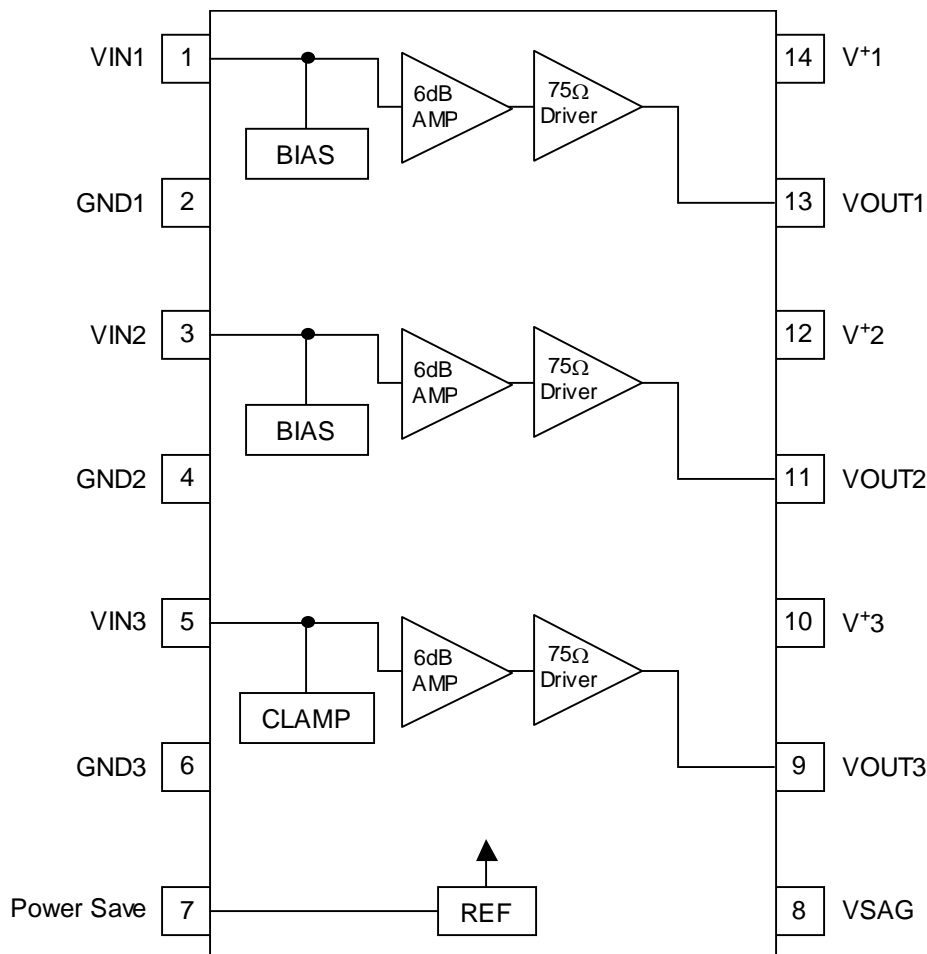 VIN1 1 14 V+1
6dB AMP
75Ω Driver
BIAS
GND1 2 13 VOUT1
VIN2 3 12 V+2
6dB AMP
75Ω Driver
BIAS
GND2 4 11 VOUT2
VIN3 5 10 V+3
6dB AMP
75Ω Driver
CLAMP
GND3 6 9 VOUT3
Power Save 7 REF 8 VSAG